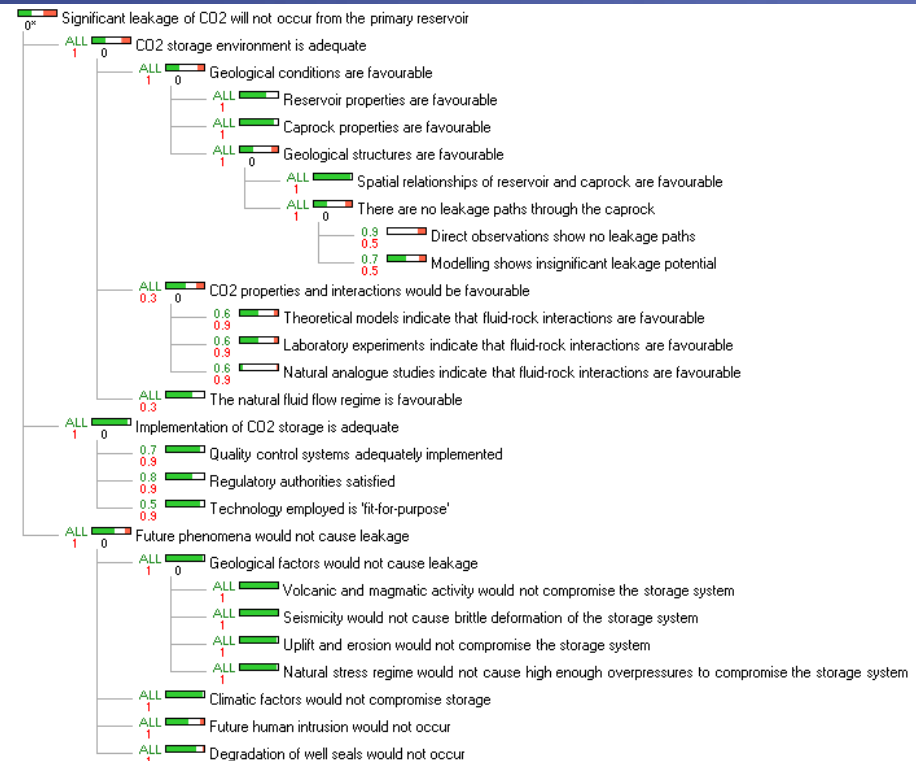 Significant leakage of CO2 will not occur from the primary reservoir
0*
ALL CO2 storage environment is adequate
1 0
ALL Geological conditions are favourable
1 0
ALL Reservoir properties are favourable
1
ALL Caprock properties are favourable
1
ALL Geological structures are favourable
1 0
ALL Spatial relationships of reservoir and caprock are favourable
1
ALL There are no leakage paths through the caprock
1 0
0.9 Direct observations show no leakage paths
0.5
0.7 Modelling shows insignificant leakage potential
0.5
ALL CO2 properties and interactions would be favourable
0.3 0
0.6 Theoretical models indicate that fluid-rock interactions are favourable
0.9
0.6 Laboratory experiments indicate that fluid-rock interactions are favourable
0.9
0.6 Natural analogue studies indicate that fluid-rock interactions are favourable
0.9
ALL The natural fluid flow regime is favourable
0.3
ALL Implementation of CO2 storage is adequate
1 0
0.7 Quality control systems adequately implemented
0.9
0.8 Regulatory authorities satisfied
0.9
0.5 Technology employed is 'fit-for-purpose'
0.9
ALL Future phenomena would not cause leakage
1 0
ALL Geological factors would not cause leakage
1 0
ALL Volcanic and magmatic activity would not compromise the storage system
1
ALL Seismicity would not cause brittle deformation of the storage system
1
ALL Uplift and erosion would not compromise the storage system
1
ALL Natural stress regime would not cause high enough overpressures to compromise the storage system
1
ALL Climatic factors would not compromise storage
1
ALL Future human intrusion would not occur
1
ALL Degradation of well seals would not occur
1